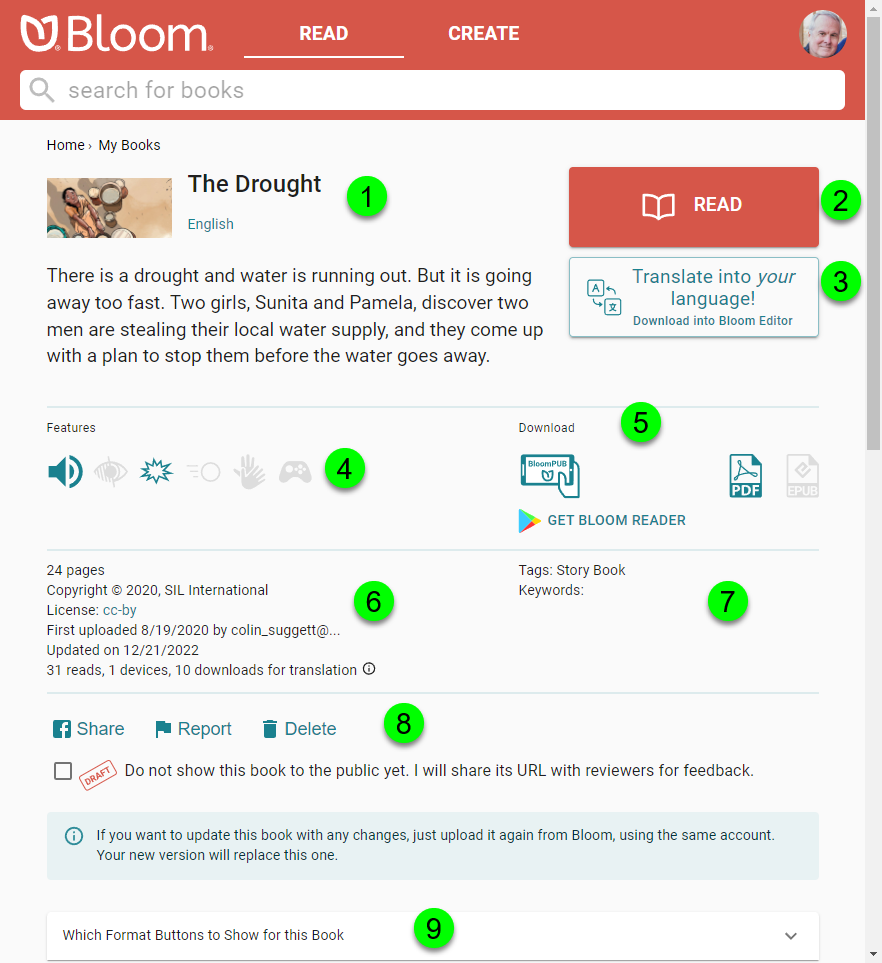 Bloom
READ
CREATE
search for books
Home › My Books
The Drought
1
English
READ
2
Translate into your
language!
Download into Bloom Editor
3
There is a drought and water is running out. But it is going
away too fast. Two girls, Sunita and Pamela, discover two
men are stealing their local water supply, and they come up
with a plan to stop them before the water goes away.
Features
4
Download
5
BloomPUB
PDF
EPUB
GET BLOOM READER
24 pages
Copyright © 2020, SIL International
License: cc-by
First uploaded 8/19/2020 by colin_suggett@...
Updated on 12/21/2022
31 reads, 1 devices, 10 downloads for translation
6
Tags: Story Book
Keywords:
7
Share
Report
Delete
8
DRAFT
Do not show this book to the public yet. I will share its URL with reviewers for feedback.
If you want to update this book with any changes, just upload it again from Bloom, using the same account.
Your new version will replace this one.
Which Format Buttons to Show for this Book
9